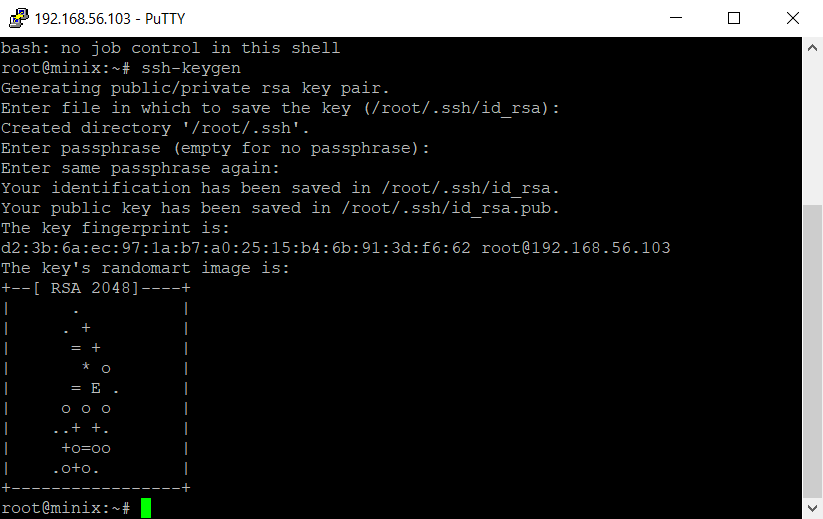 192.168.56.103 - PuTTY
bash: no job control in this shell
root@minix:~# ssh-keygen
Generating public/private rsa key pair.
Enter file in which to save the key (/root/.ssh/id_rsa):
Created directory '/root/.ssh'.
Enter passphrase (empty for no passphrase):
Enter same passphrase again:
Your identification has been saved in /root/.ssh/id_rsa.
Your public key has been saved in /root/.ssh/id_rsa.pub.
The key fingerprint is:
d2:3b:6a:ec:97:1a:b7:a0:25:15:b4:6b:91:3d:f6:62 root@192.168.56.103
The key's randomart image is:
+--[ RSA 2048]----+
|      .          |
|     . +         |
|      = +        |
|       * o       |
|      = E .      |
|     o o o       |
|    ..+ +.       |
|     +o=oo       |
|    .o+o.        |
+-----------------+
root@minix:~#